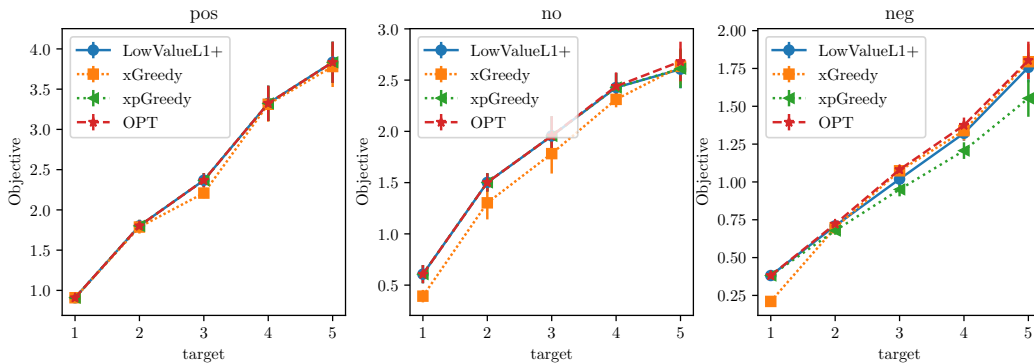 pos
4.0
3.5
3.0
2.5
2.0
1.5
1.0
Objective
LowValueL1+
xGreedy
xpGreedy
OPT
1 2 3 4 5
target
no
3.0
2.5
2.0
1.5
1.0
0.5
Objective
LowValueL1+
xGreedy
xpGreedy
OPT
1 2 3 4 5
target
neg
2.00
1.75
1.50
1.25
1.00
0.75
0.50
0.25
Objective
LowValueL1+
xGreedy
xpGreedy
OPT
1 2 3 4 5
target